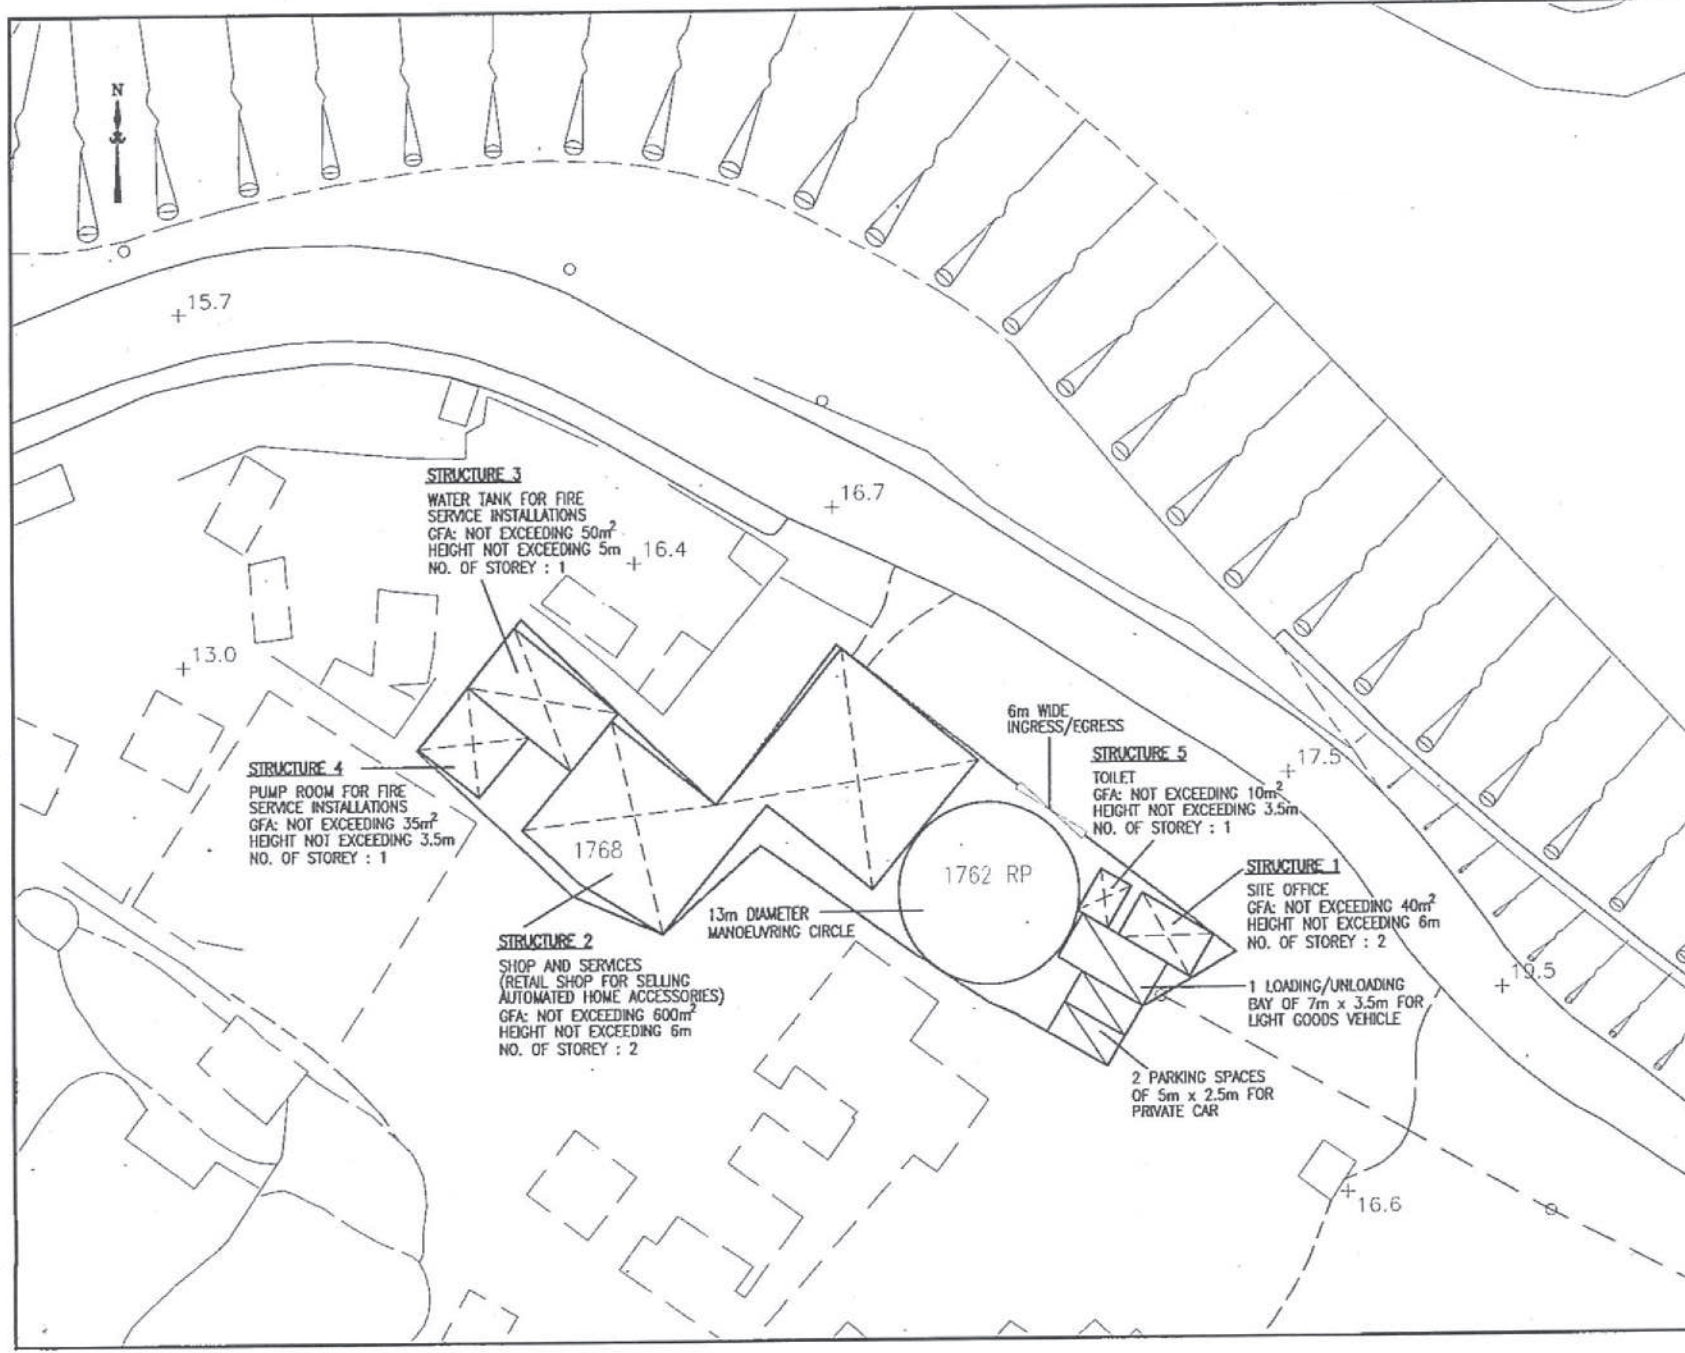 N
15.7
16.7
STRUCTURE 3
WATER TANK FOR FIRE
SERVICE INSTALLATIONS
GFA: NOT EXCEEDING 50m²
HEIGHT NOT EXCEEDING 5m
NO. OF STOREY : 1
16.4
13.0
6m WIDE
INGRESS/EGRESS
17.5
STRUCTURE 5
TOILET
GFA: NOT EXCEEDING 10m²
HEIGHT NOT EXCEEDING 3.5m
NO. OF STOREY : 1
STRUCTURE 4
PUMP ROOM FOR FIRE
SERVICE INSTALLATIONS
GFA: NOT EXCEEDING 35m²
HEIGHT NOT EXCEEDING 3.5m
NO. OF STOREY : 1
1768
1762 RP
STRUCTURE 1
SITE OFFICE
GFA: NOT EXCEEDING 40m²
HEIGHT NOT EXCEEDING 6m
NO. OF STOREY : 2
13m DIAMETER
MANOEUVRING CIRCLE
STRUCTURE 2
SHOP AND SERVICES
(RETAIL SHOP FOR SELLING
AUTOMATED HOME ACCESSORIES)
GFA: NOT EXCEEDING 600m²
HEIGHT NOT EXCEEDING 6m
NO. OF STOREY : 2
19.5
1 LOADING/UNLOADING
BAY OF 7m x 3.5m FOR
LIGHT GOODS VEHICLE
2 PARKING SPACES
OF 5m x 2.5m FOR
PRIVATE CAR
16.6